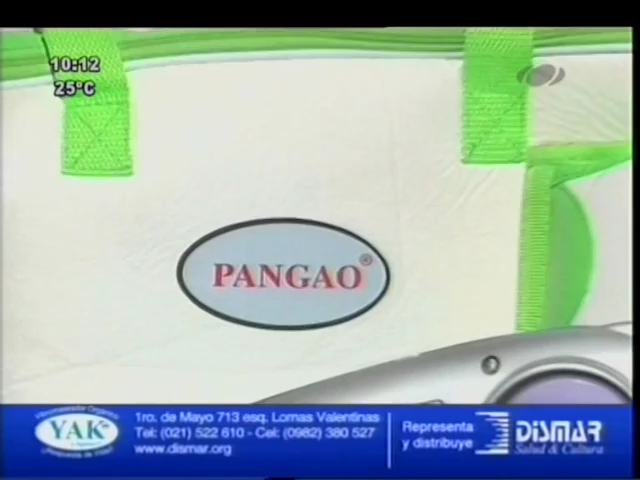 10:12
25°C
PANGAO®
YAK
1ro. de Mayo 713 esq. Lomas Valentinas
Tel: (021) 522 610 - Cel: (0982) 380 527
www.dismar.org
Representa
y distribuye
DISMAR
Salud & Cultura